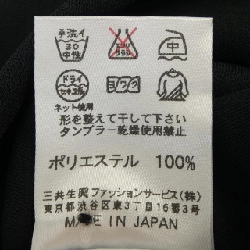 30
中性
中
ドライ
セキユ系
ヨワク
ネット使用
形を整えて干して下さい
タンブラー乾燥使用禁止
ポリエステル 100%
三共生興ファッションサービス(株)
東京都渋谷区東3丁目16番3号
MADE IN JAPAN